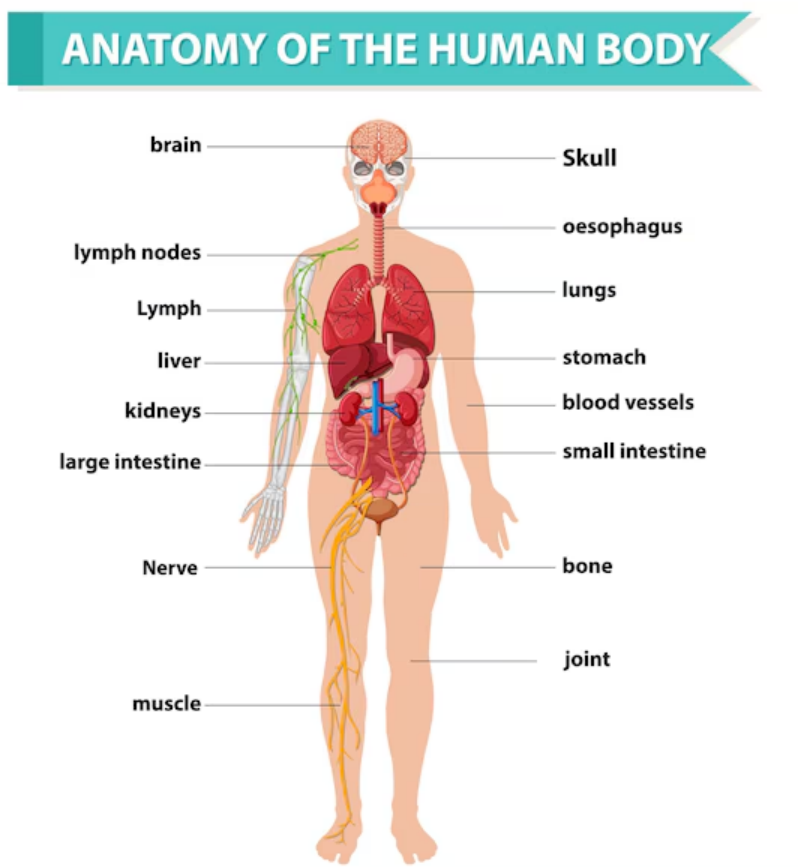 ANATOMY OF THE HUMAN BODY
brain
Skull
oesophagus
lymph nodes
lungs
Lymph
liver
stomach
kidneys
blood vessels
large intestine
small intestine
Nerve
bone
joint
muscle